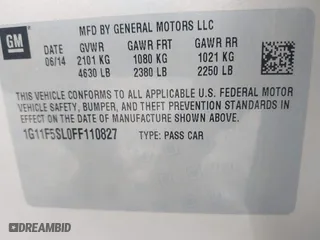 MFD BY GENERAL MOTORS LLC
GM
06/14 GVWR GAWR FRT GAWR RR
2101 KG 1080 KG 1021 KG
4630 LB 2380 LB 2250 LB
THIS VEHICLE CONFORMS TO ALL APPLICABLE U.S. FEDERAL MOTOR
VEHICLE SAFETY, BUMPER, AND THEFT PREVENTION STANDARDS IN
EFFECT ON THE DATE OF MANUFACTURE SHOWN ABOVE.
1G11F5SL0FF110827 TYPE: PASS CAR
AUTOBIDMASTER